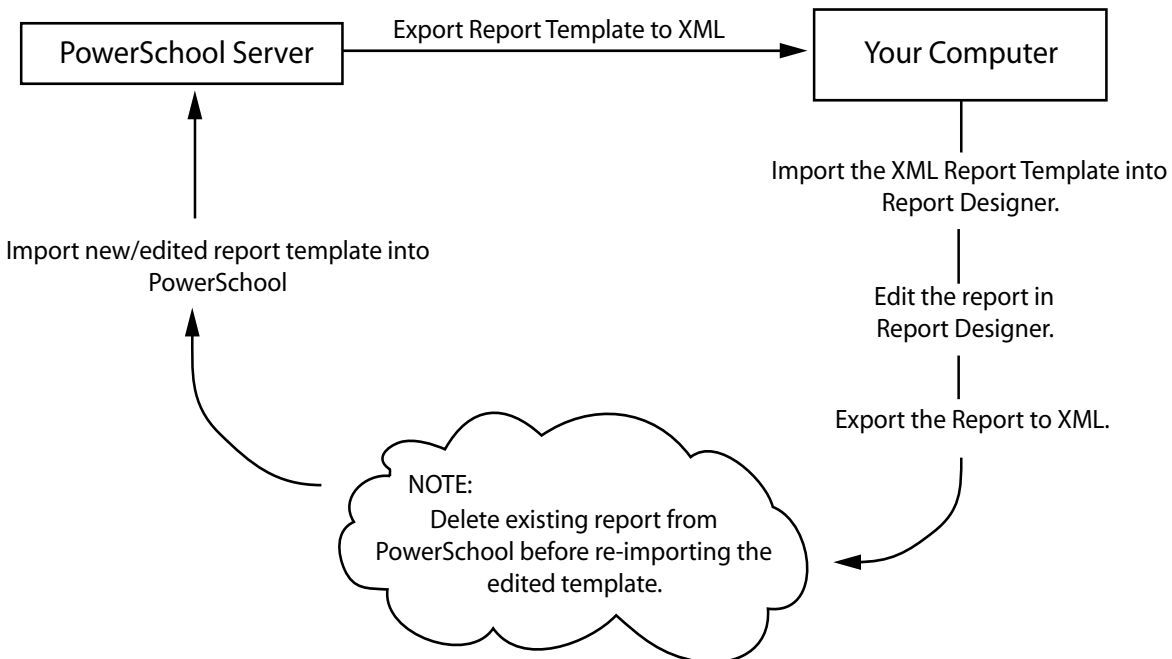 PowerSchool Server
Export Report Template to XML
Your Computer
Import the XML Report Template into
Report Designer.
Edit the report in
Report Designer.
Export the Report to XML.
NOTE:
Delete existing report from
PowerSchool before re-importing the
edited template.
Import new/edited report template into
PowerSchool